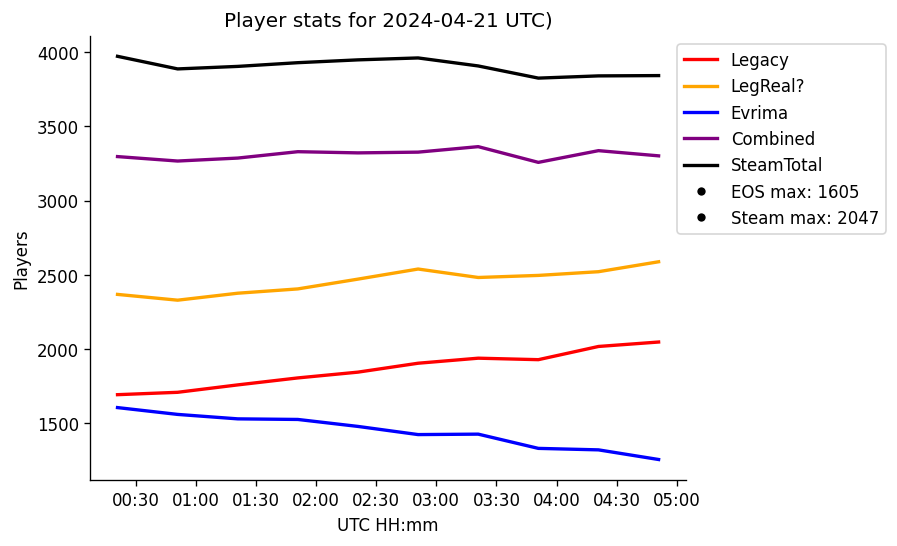 Player stats for 2024-04-21 UTC)
4000
3500
3000
2500
2000
1500
Players
00:30 01:00 01:30 02:00 02:30 03:00 03:30 04:00 04:30 05:00
UTC HH:mm
Legacy
LegReal?
Evrima
Combined
SteamTotal
EOS max: 1605
Steam max: 2047